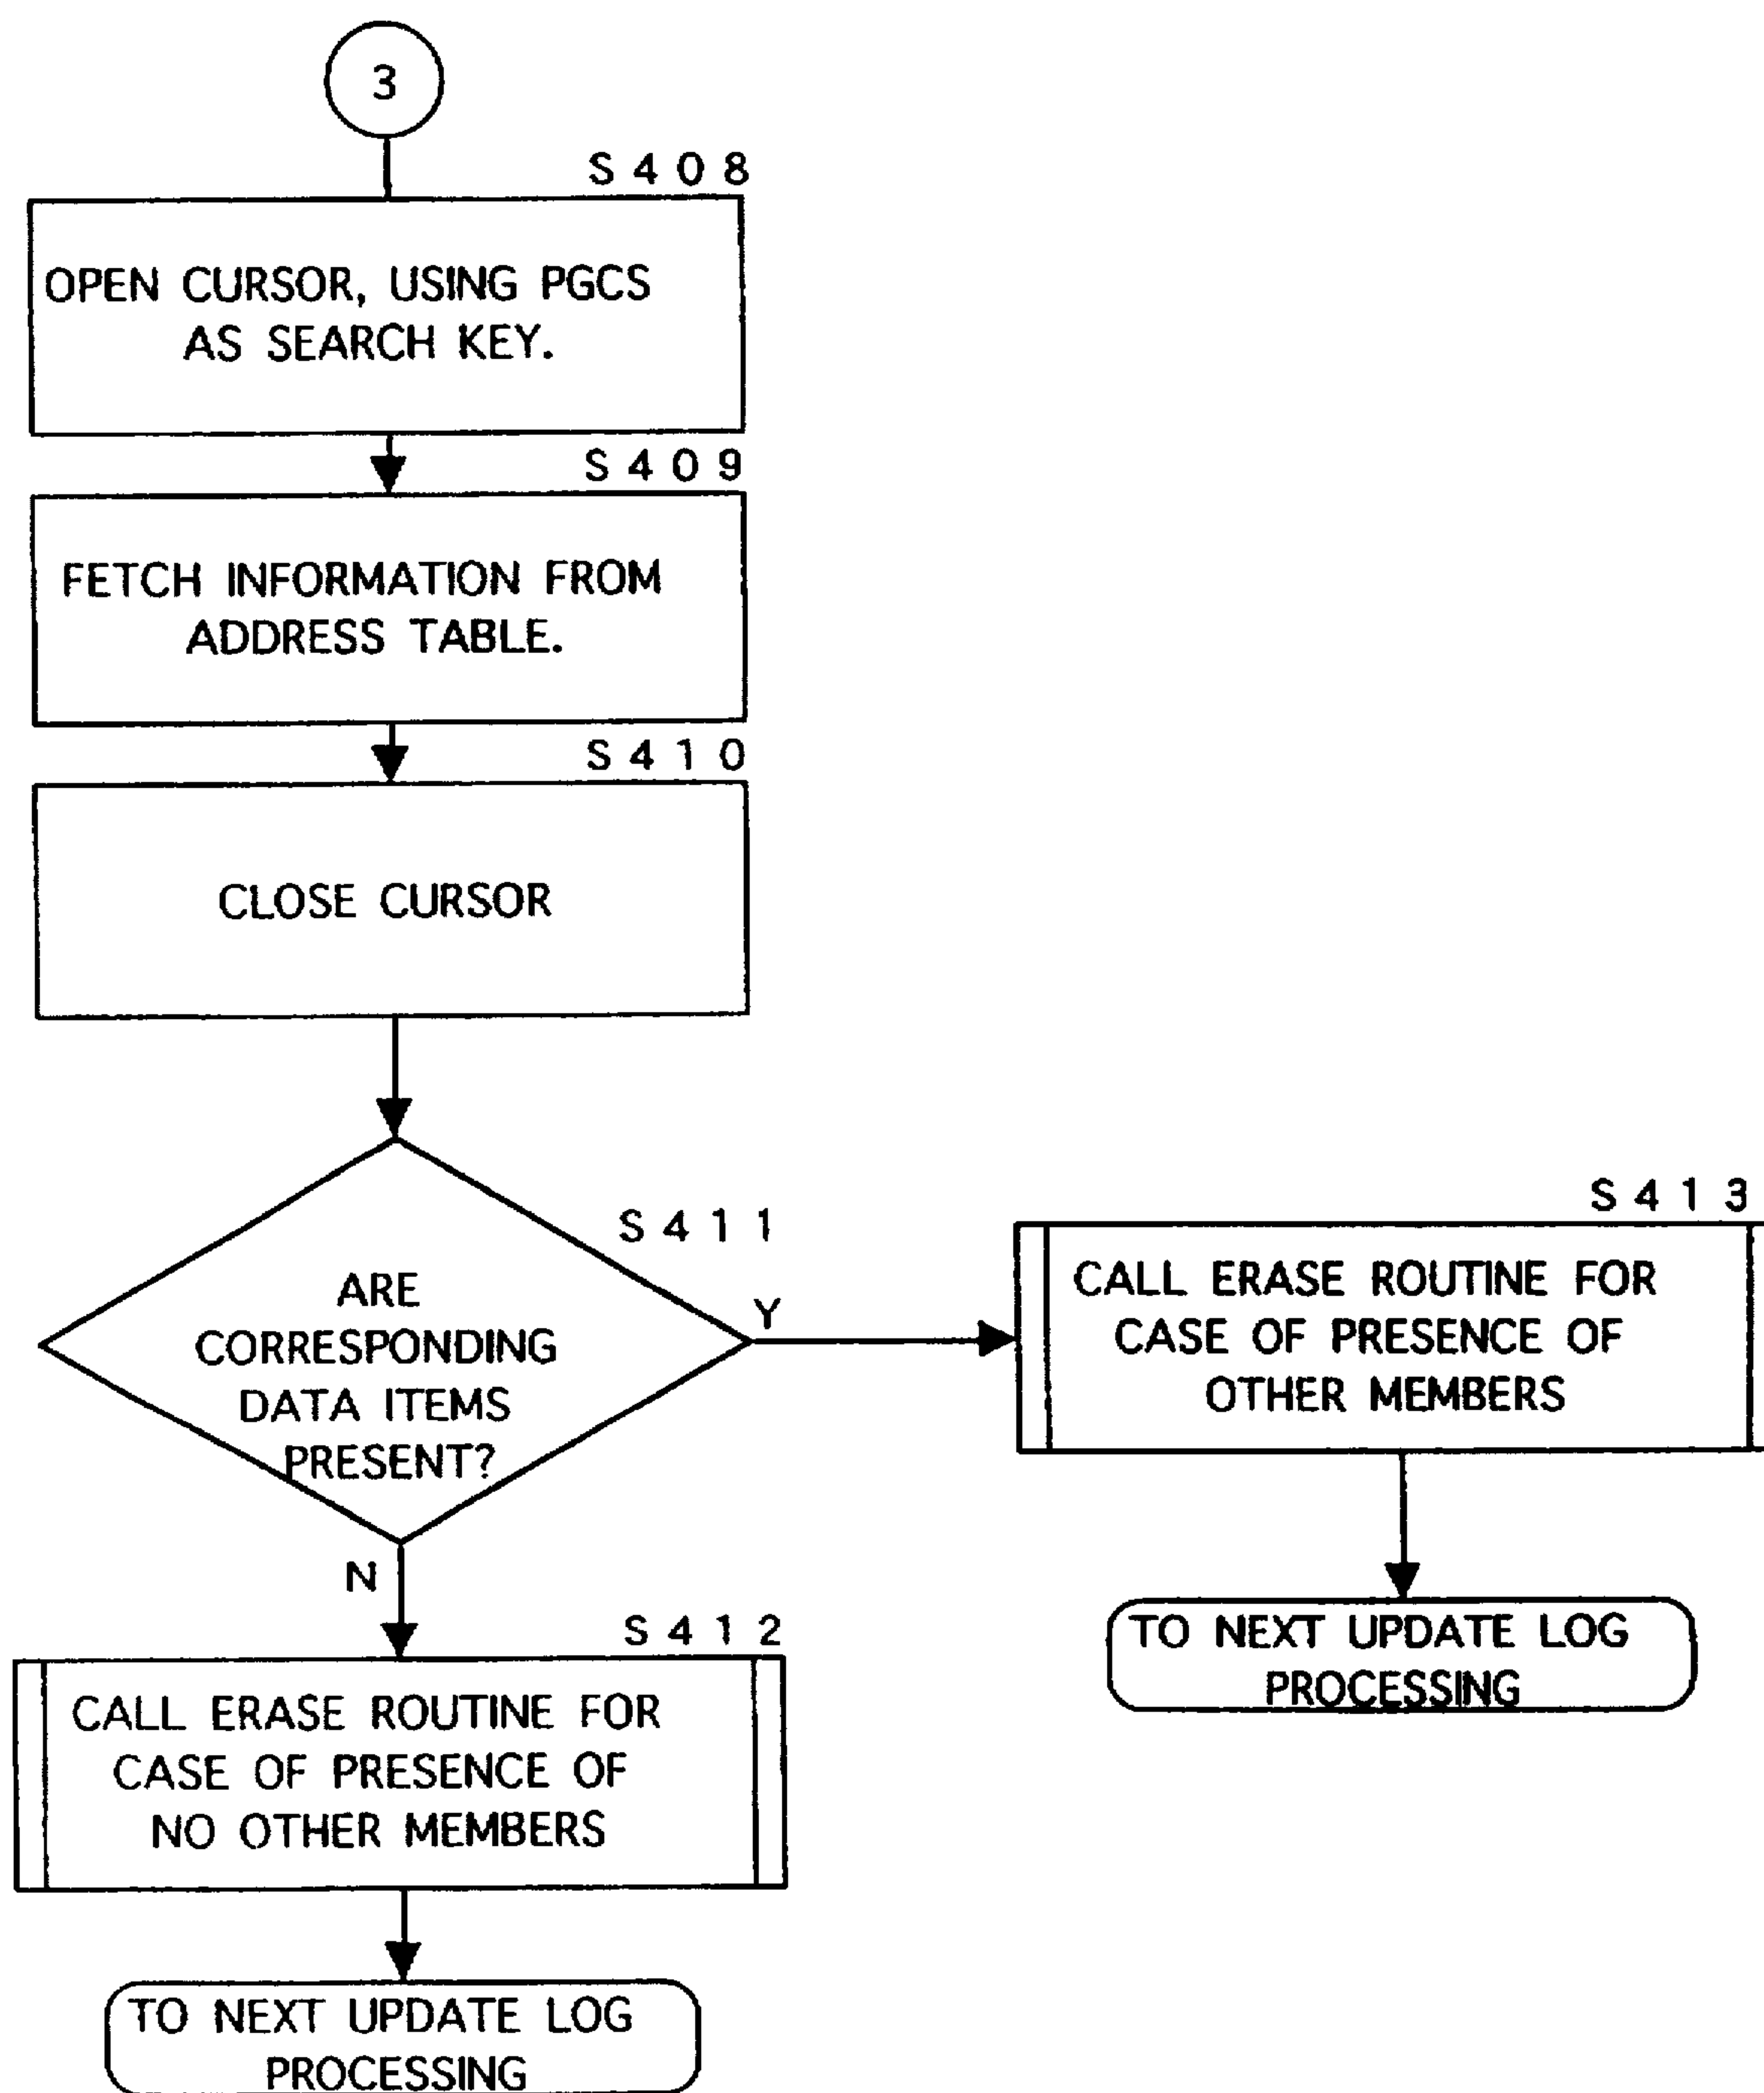 3
S408
OPEN CURSOR, USING PGCS
AS SEARCH KEY.
S409
FETCH INFORMATION FROM
ADDRESS TABLE.
S410
CLOSE CURSOR
S411
ARE
CORRESPONDING
DATA ITEMS
PRESENT?
Y
S413
CALL ERASE ROUTINE FOR
CASE OF PRESENCE OF
OTHER MEMBERS
TO NEXT UPDATE LOG
PROCESSING
N
S412
CALL ERASE ROUTINE FOR
CASE OF PRESENCE OF
NO OTHER MEMBERS
TO NEXT UPDATE LOG
PROCESSING